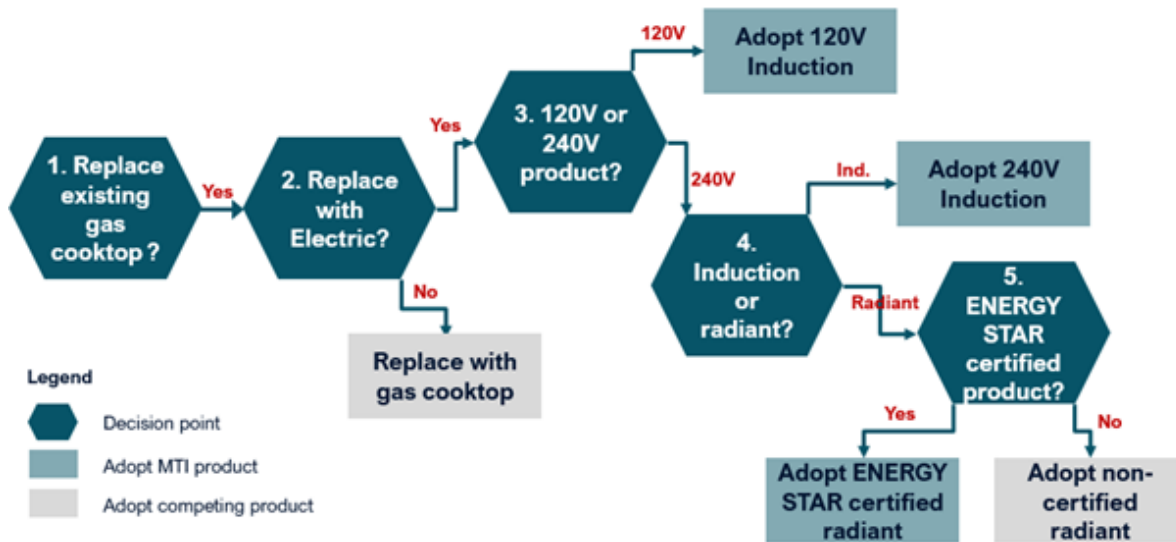 120V
Adopt 120V
Induction
Yes
3. 120V or
240V
product?
1. Replace
existing
gas
cooktop ?
Yes
2. Replace
with
Electric?
240V
Ind.
Adopt 240V
Induction
4.
Induction
or
radiant?
No
Radiant
5.
ENERGY
STAR
certified
product?
Replace with
gas cooktop
Legend
Decision point
Adopt MTI product
Adopt competing product
Yes
No
Adopt ENERGY
STAR certified
radiant
Adopt non-
certified
radiant